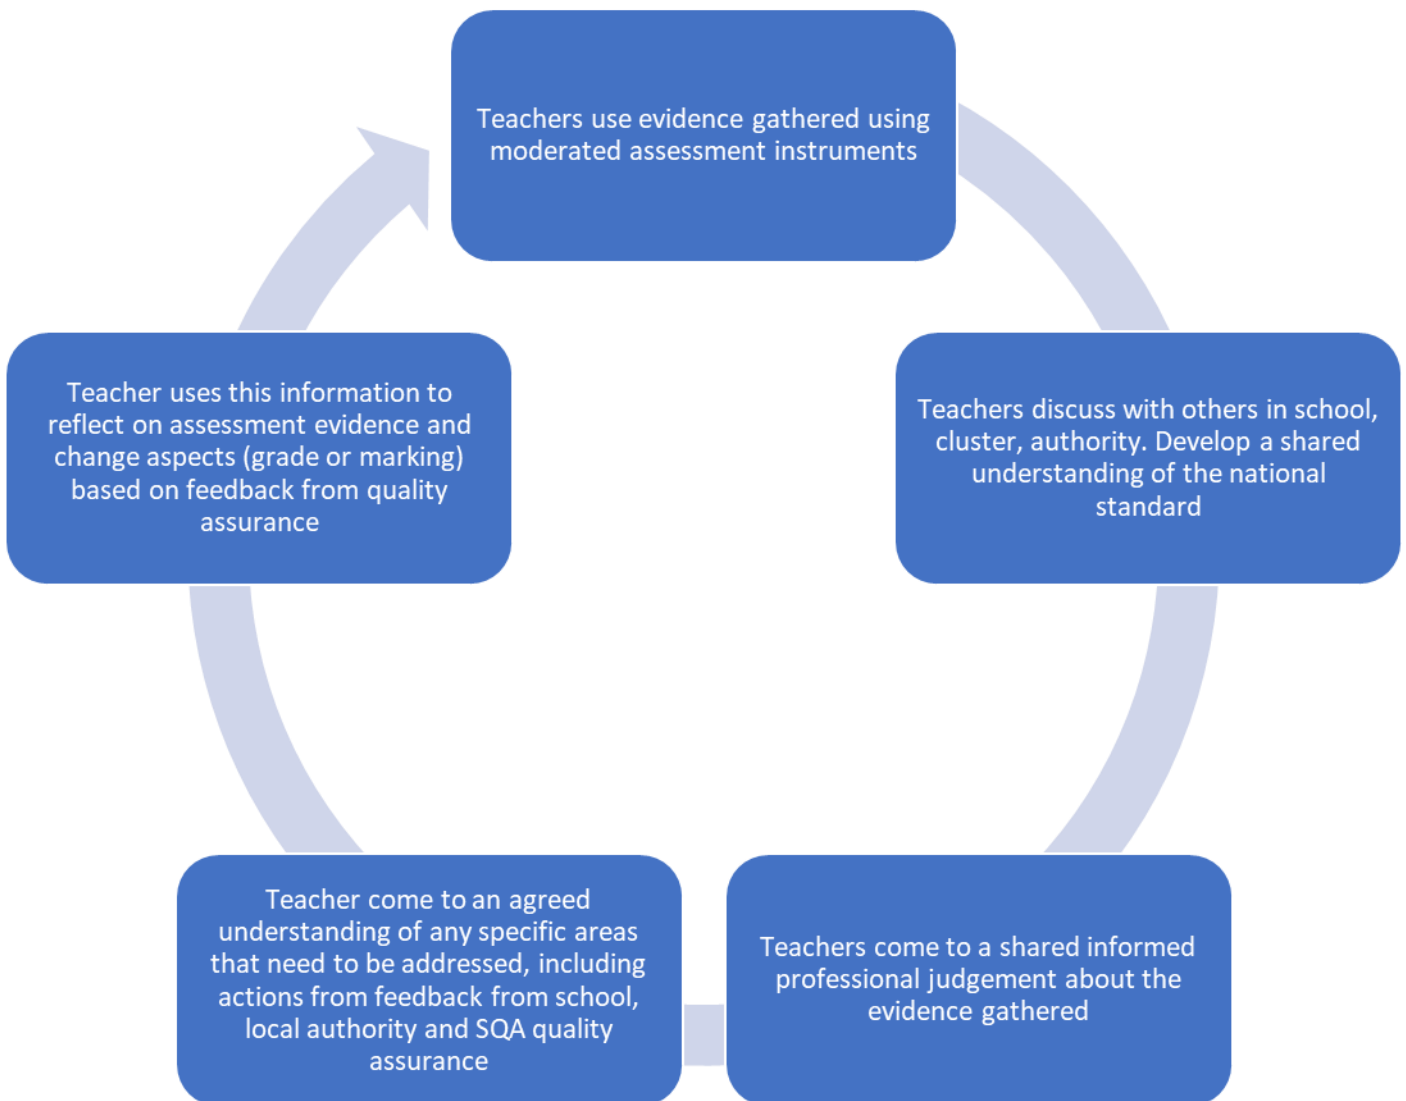 Teachers use evidence gathered using
moderated assessment instruments
Teachers discuss with others in school,
cluster, authority. Develop a shared
understanding of the national
standard
Teachers come to a shared informed
professional judgement about the
evidence gathered
Teacher come to an agreed
understanding of any specific areas
that need to be addressed, including
actions from feedback from school,
local authority and SQA quality
assurance
Teacher uses this information to
reflect on assessment evidence and
change aspects (grade or marking)
based on feedback from quality
assurance